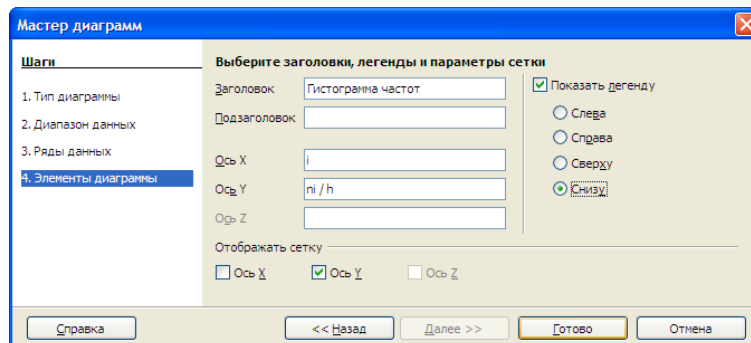 Мастер диаграмм
Шаги
1. Тип диаграммы
2. Диапазон данных
3. Ряды данных
4. Элементы диаграммы
Выберите заголовки, легенды и параметры сетки
Заголовок Гистограмма частот
Подзаголовок
Ось X i
Ось Y ni / h
Ось Z
Показать легенду
Слева
Справа
Сверху
Снизу
Отображать сетку
Ось X Ось Y Ось Z
Справка << Назад Далее >> Готово Отмена